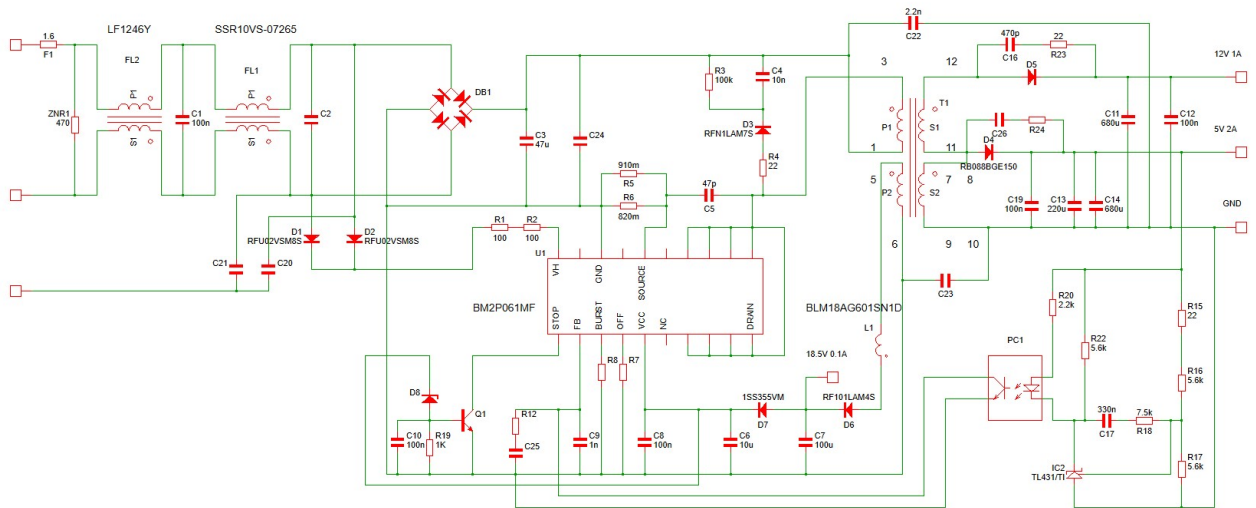 LF1246Y
SSR10VS-07265
1.6
F1
FL2
FL1
P1
S1
P1
S1
ZNR1
470
C1
100n
C2
DB1
C3
47u
C24
R3
100k
C4
10n
D3
RFN1LAM7S
R4
22
2.2n
C22
470p
C16
22
R23
12V 1A
3
12
D5
T1
P1
S1
C26
R24
C11
680u
C12
100n
1
11
D4
RB088BGE150
5V 2A
910m
R5
R6
820m
47p
C5
5
P2
7
8
S2
C19
100n
C13
220u
C14
680u
GND
D1
RFU02VSM8S
D2
RFU02VSM8S
R1
100
R2
100
6
9
10
C21
C20
U1
VH
GND
SOURCE
BM2P061MF
STOP
FB
BURST
OFF
VCC
NC
DRAIN
C23
BLM18AG601SN1D
L1
R20
2.2k
R15
22
R22
5.6k
PC1
18.5V 0.1A
R8
R7
R16
5.6k
D8
Q1
R12
C25
C10
100n
R19
1K
C9
1n
C8
100n
1SS355VM
D7
RF101LAM4S
D6
C6
10u
C7
100u
330n
C17
7.5k
R18
IC2
TL431/TI
R17
5.6k